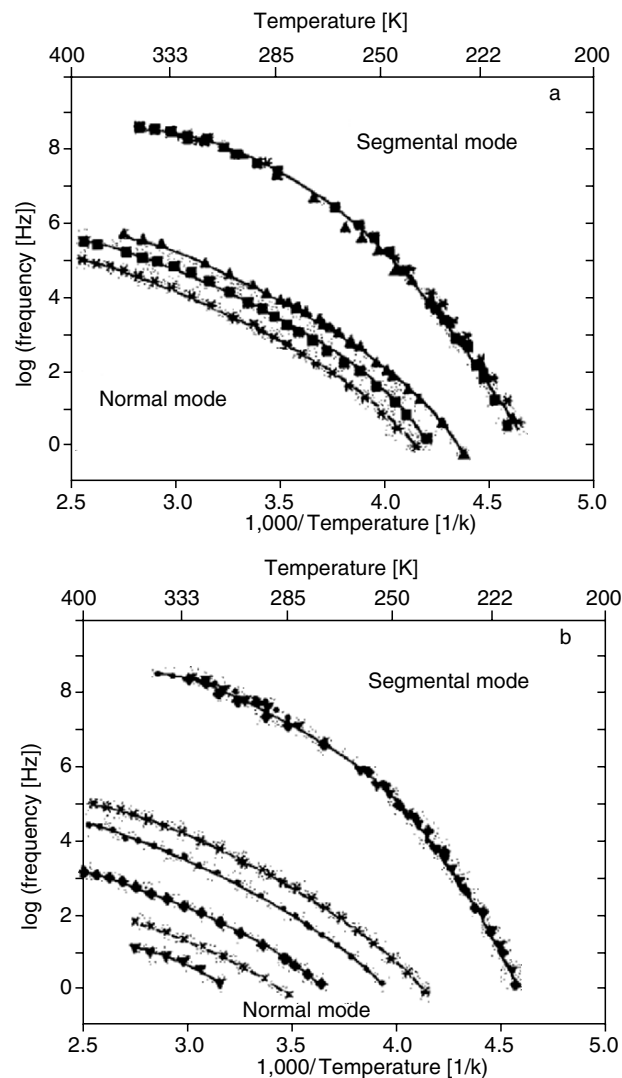 Temperature [K]
400 333 285 250 222 200
a
Segmental mode
8
6
4
2
0
log (frequency [Hz])
Normal mode
2.5 3.0 3.5 4.0 4.5 5.0
1,000/Temperature [1/k)
Temperature [K]
400 333 285 250 222 200
b
Segmental mode
8
6
4
2
0
log (frequency [Hz])
Normal mode
2.5 3.0 3.5 4.0 4.5 5.0
1,000/Temperature [1/k)